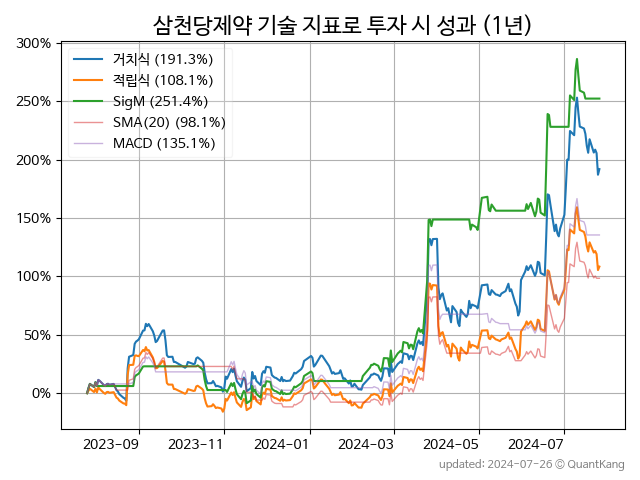 삼천당제약 기술 지표로 투자 시 성과 (1년)
300%
250%
200%
150%
100%
50%
0%
거치식 (191.3%)
적립식 (108.1%)
SigM (251.4%)
SMA(20) (98.1%)
MACD (135.1%)
2023-09 2023-11 2024-01 2024-03 2024-05 2024-07
updated: 2024-07-26 © QuantKang